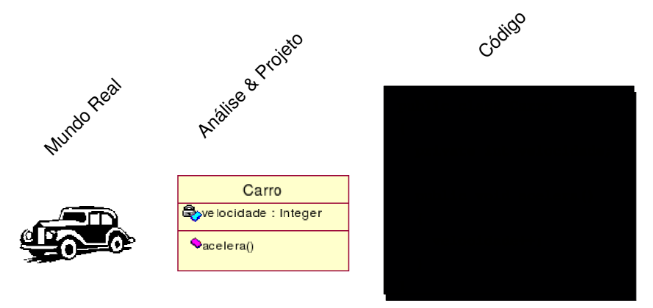 Mundo Real
Análise & Projeto
Código
Carro
velocidade : Integer
acelera()